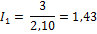 I₁ = 3/2,10 = 1,43